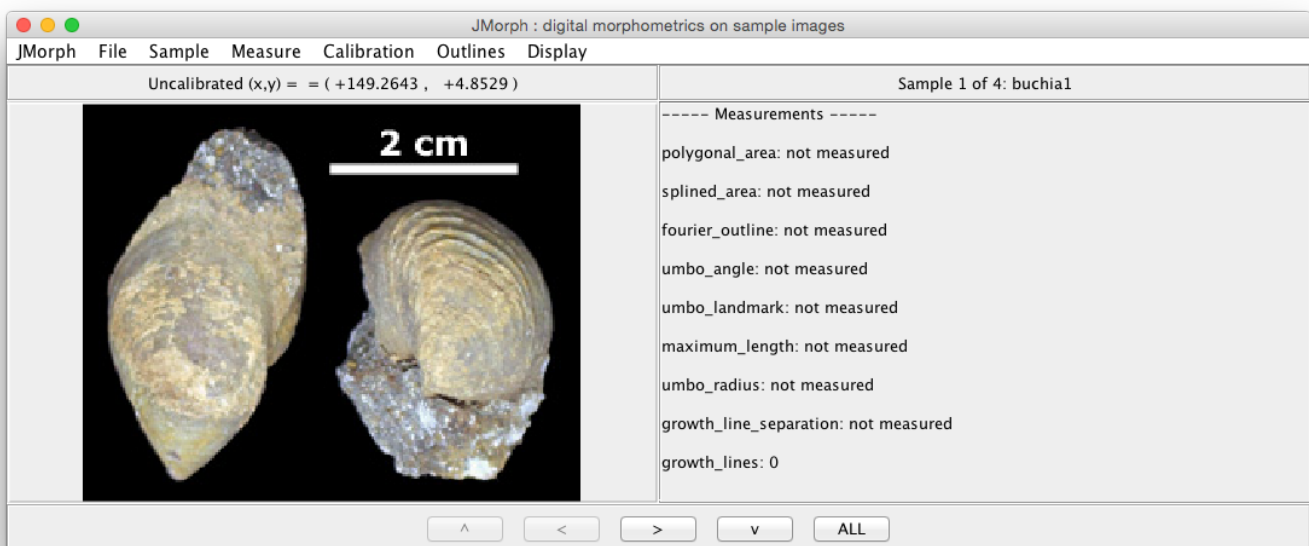 JMorph : digital morphometrics on sample images
JMorph File Sample Measure Calibration Outlines Display
Uncalibrated (x,y) = = ( +149.2643 , +4.8529 )
Sample 1 of 4: buchia1
2 cm
----- Measurements -----
polygonal_area: not measured
splined_area: not measured
fourier_outline: not measured
umbo_angle: not measured
umbo_landmark: not measured
maximum_length: not measured
umbo_radius: not measured
growth_line_separation: not measured
growth_lines: 0
^ < > v ALL